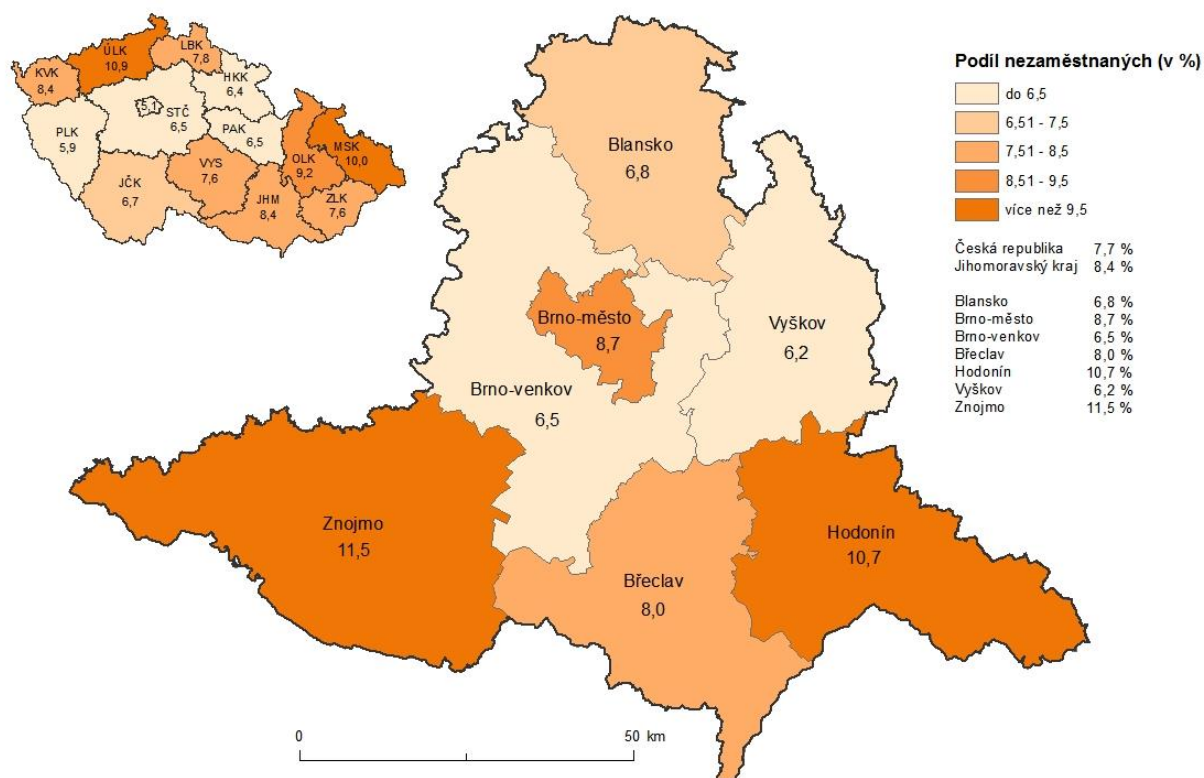 ÚLK
10,9
LBK
7,8
KVK
8,4
HKK
6,4
5,1
STČ
6,5
PLK
5,9
PAK
6,5
MSK
10,0
OLK
9,2
VYS
7,6
JČK
6,7
JHM
8,4
ZLK
7,6
Podíl nezaměstnaných (v %)
do 6,5
6,51 - 7,5
7,51 - 8,5
8,51 - 9,5
více než 9,5
Česká republika 7,7 %
Jihomoravský kraj 8,4 %
Blansko 6,8 %
Brno-město 8,7 %
Brno-venkov 6,5 %
Břeclav 8,0 %
Hodonín 10,7 %
Vyškov 6,2 %
Znojmo 11,5 %
Blansko
6,8
Brno-město
8,7
Vyškov
6,2
Brno-venkov
6,5
Znojmo
11,5
Hodonín
10,7
Břeclav
8,0
0 50 km